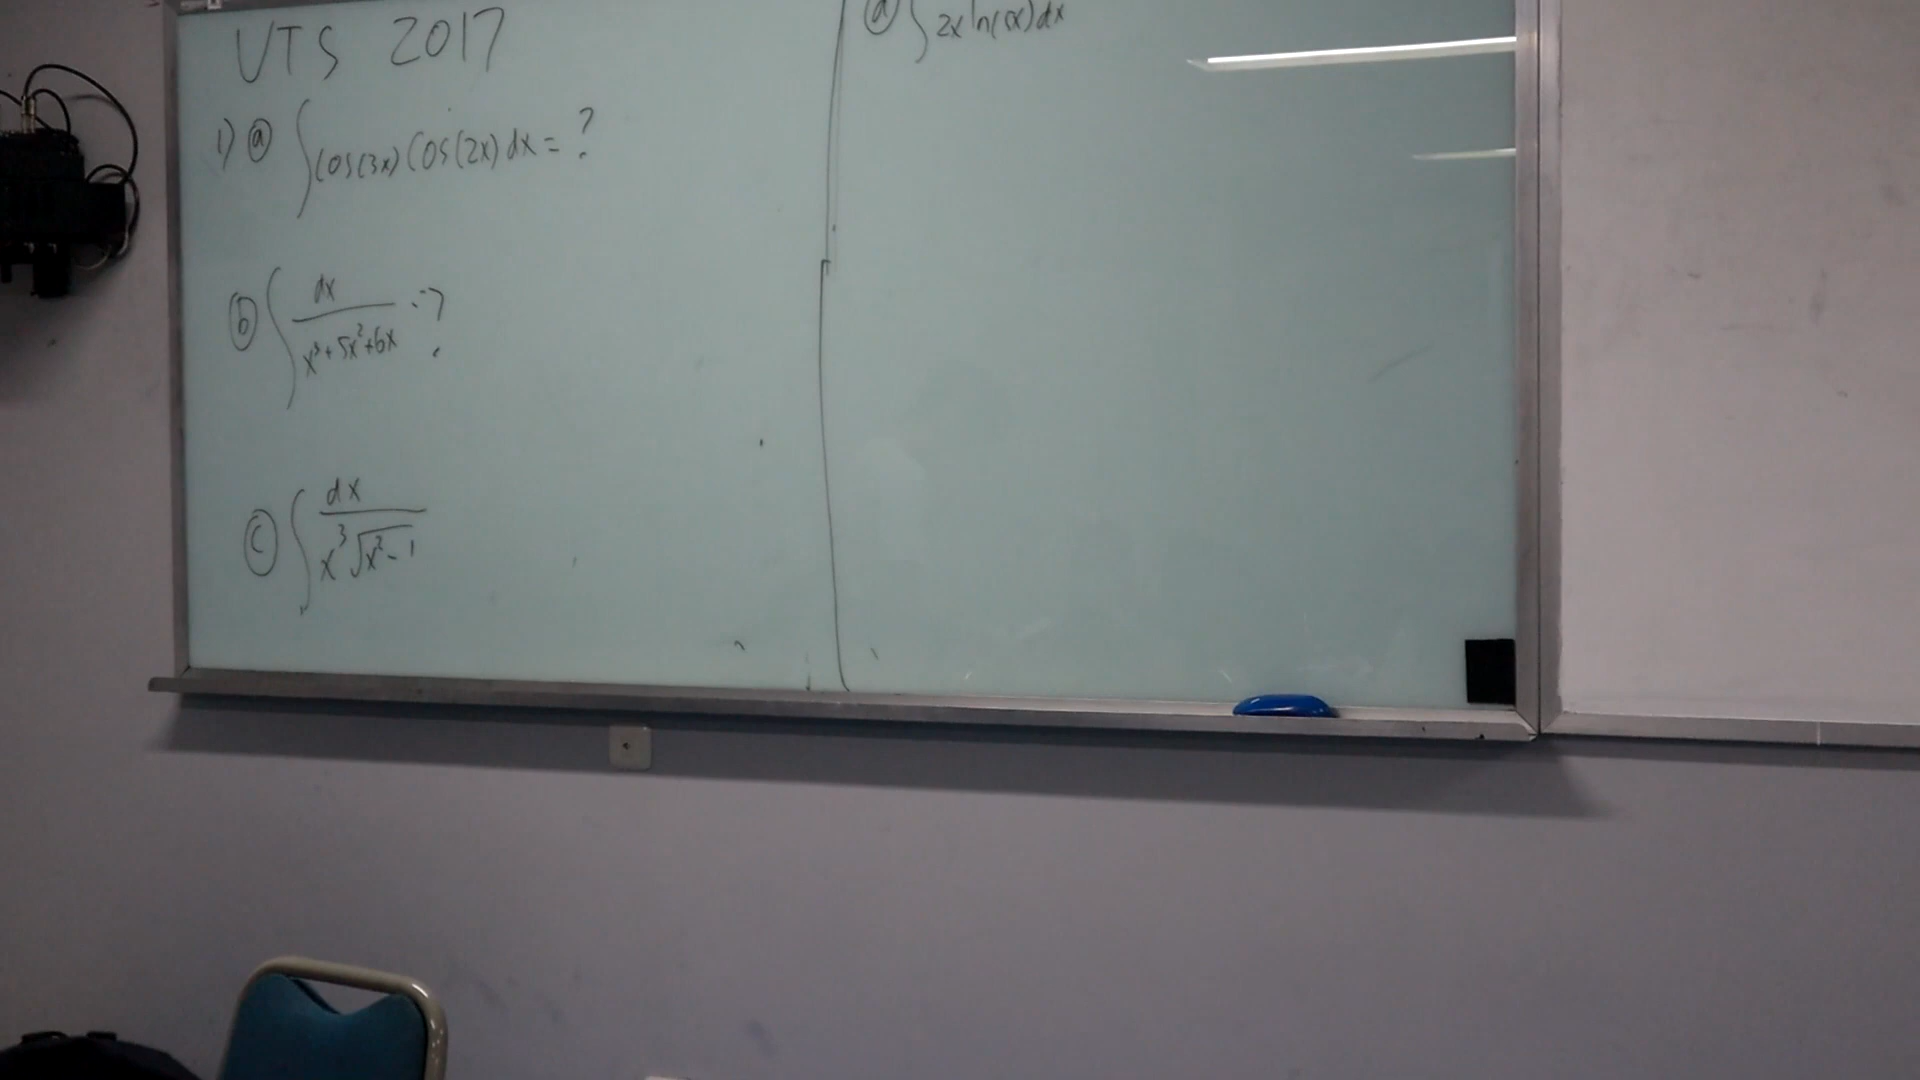 UTS 2017
1) ⓐ ∫ cos(3x) cos(2x) dx = ?
ⓑ ∫ dx / (x³ + 5x² + 6x) = ?
ⓒ ∫ dx / (x³ √(x² - 1))
ⓓ ∫ 2x ln( x) dx